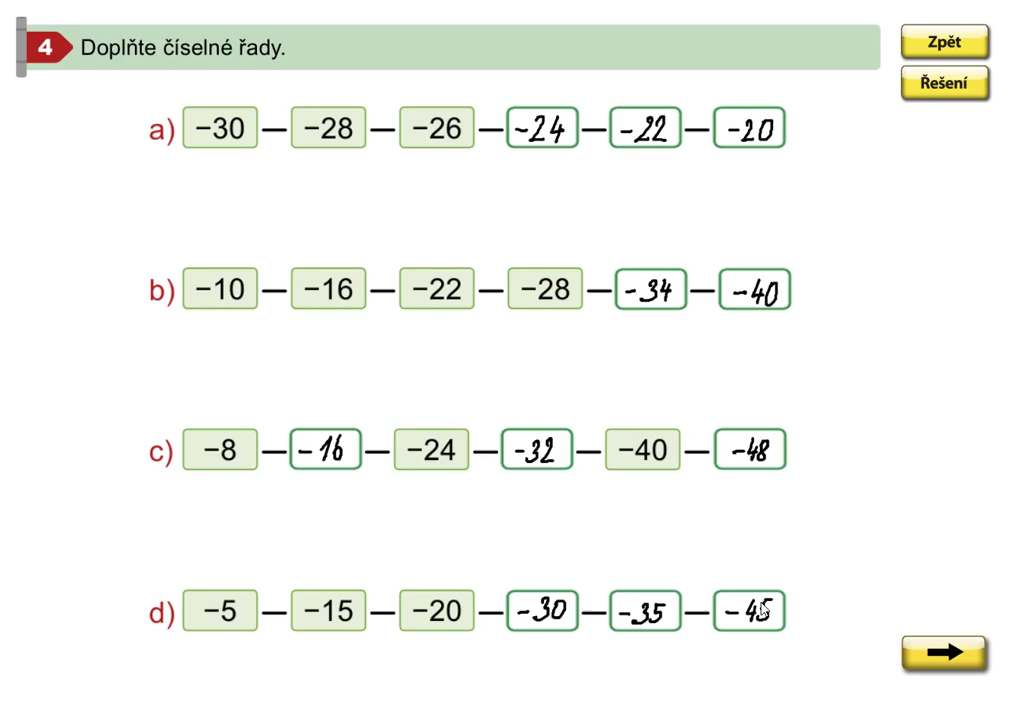 4 Doplňte číselné řady.
Zpět
Řešení
a) −30 −28 −26 -24 -22 -20
b) −10 −16 −22 −28 -34 -40
c) −8 -16 −24 -32 −40 -48
d) −5 −15 −20 -30 -35 -45